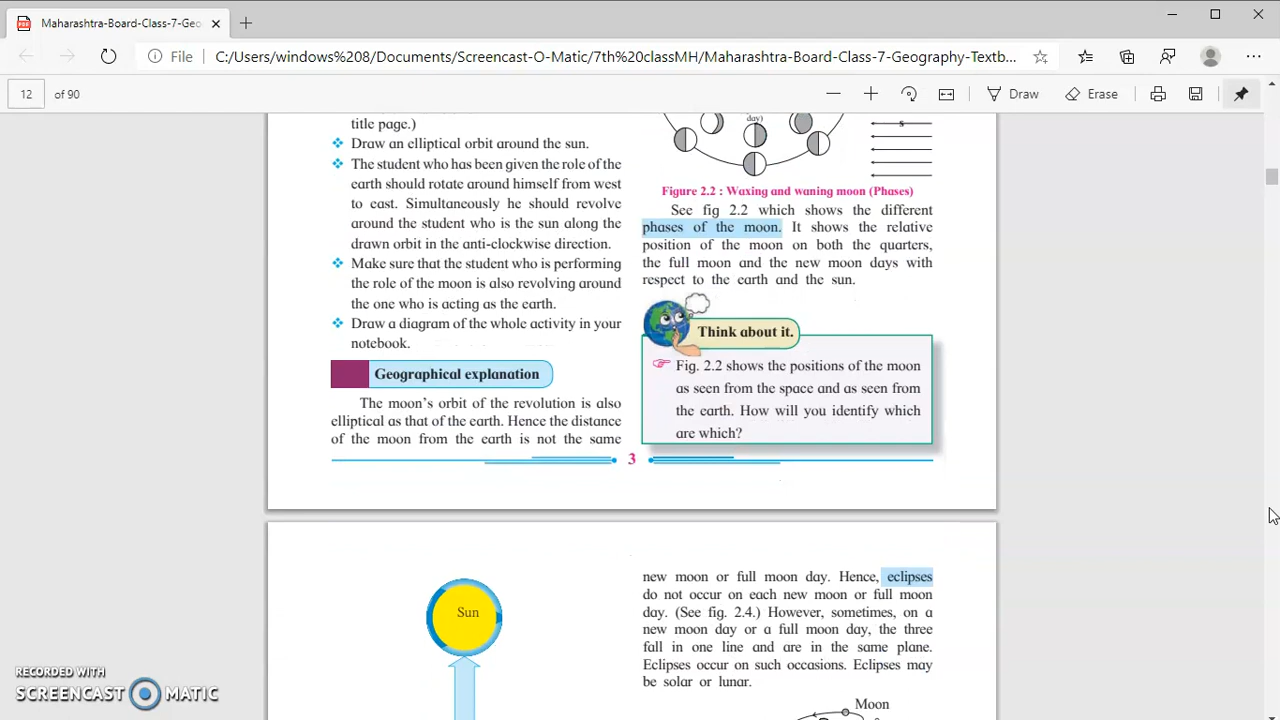 Maharashtra-Board-Class-7-Geo
File
C:/Users/windows%208/Documents/Screencast-O-Matic/7th%20classMH/Maharashtra-Board-Class-7-Geography-Textb...
12 of 90
Draw
Erase
title page.)
Draw an elliptical orbit around the sun.
The student who has been given the role of the
earth should rotate around himself from west
to east. Simultaneously he should revolve
around the student who is the sun along the
drawn orbit in the anti-clockwise direction.
Make sure that the student who is performing
the role of the moon is also revolving around
the one who is acting as the earth.
Draw a diagram of the whole activity in your
notebook.
Geographical explanation
The moon's orbit of the revolution is also
elliptical as that of the earth. Hence the distance
of the moon from the earth is not the same
day)
s
Figure 2.2 : Waxing and waning moon (Phases)
See fig 2.2 which shows the different
phases of the moon. It shows the relative
position of the moon on both the quarters,
the full moon and the new moon days with
respect to the earth and the sun.
Think about it.
Fig. 2.2 shows the positions of the moon
as seen from the space and as seen from
the earth. How will you identify which
are which?
3
Sun
new moon or full moon day. Hence, eclipses
do not occur on each new moon or full moon
day. (See fig. 2.4.) However, sometimes, on a
new moon day or a full moon day, the three
fall in one line and are in the same plane.
Eclipses occur on such occasions. Eclipses may
be solar or lunar.
Moon
RECORDED WITH
SCREENCAST MATIC